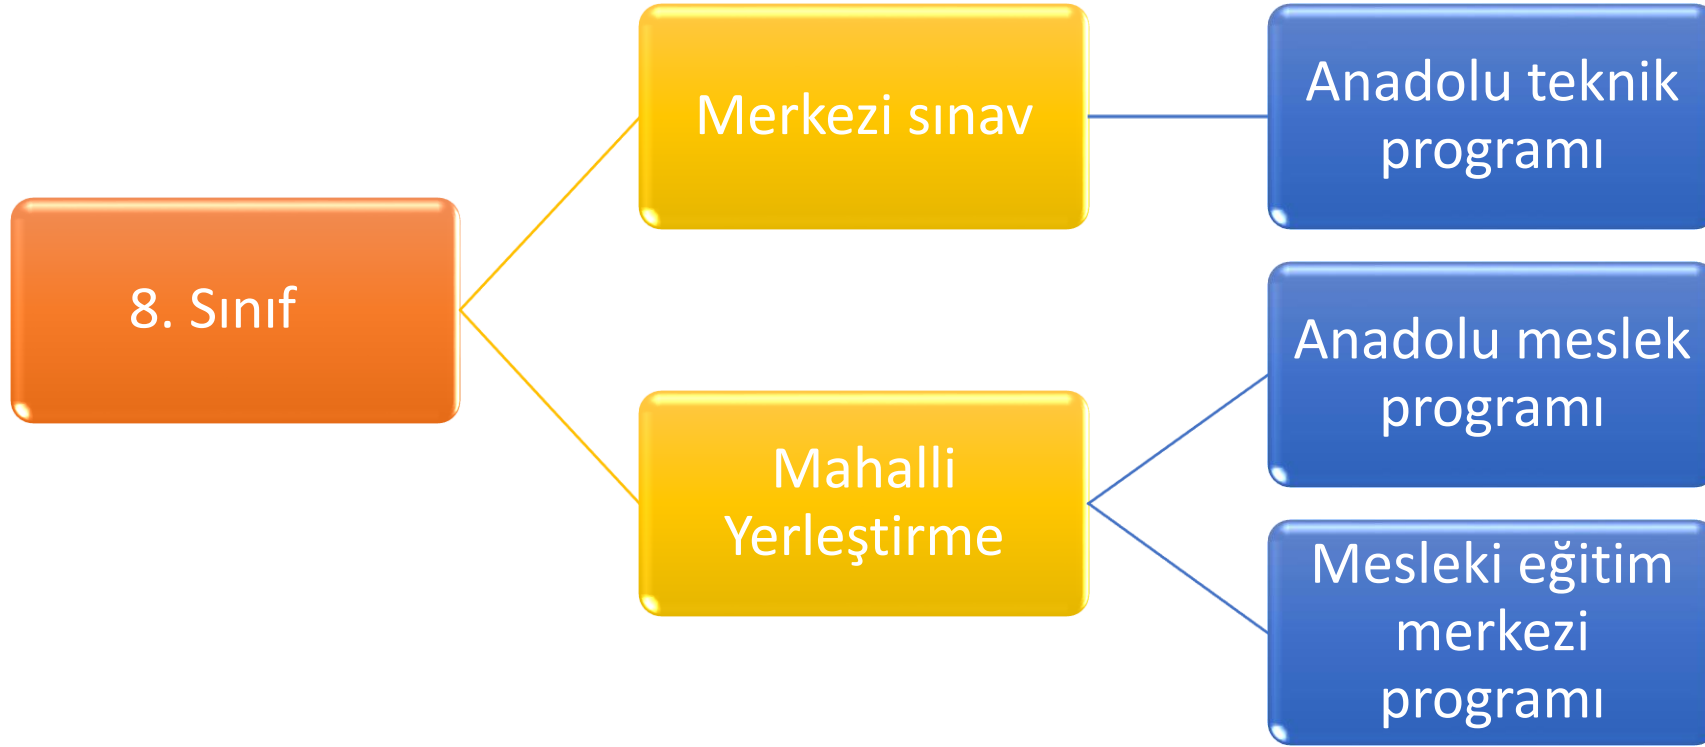 8. Sınıf
Merkezi sınav
Mahalli
Yerleştirme
Anadolu teknik
programı
Anadolu meslek
programı
Mesleki eğitim
merkezi
programı